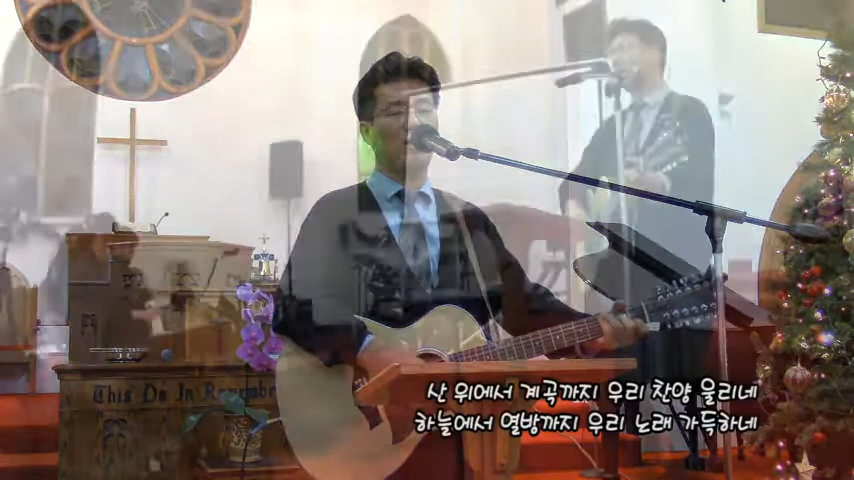 This Do In Remembr
산 위에서 계곡까지 우리 찬양 울리네
하늘에서 열방까지 우리 노래 가득하네